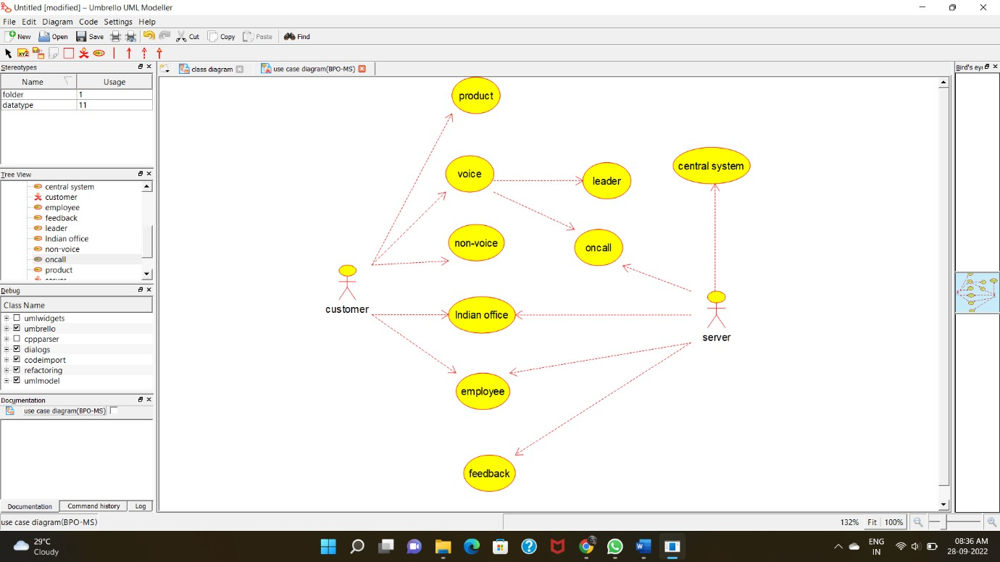 Untitled [modified] – Umbrello UML Modeller
File Edit Diagram Code Settings Help
New Open Save Cut Copy Paste Find
XYZ ABC
Stereotypes
Name Usage
folder 1
datatype 11
Tree View
central system
customer
employee
feedback
leader
Indian office
non-voice
oncall
product
server
Debug
Class Name
umlwidgets
umbrello
cppparser
dialogs
codeimport
refactoring
umlmodel
Documentation
use case diagram(BPO-MS)
Documentation Command history Log
class diagram use case diagram(BPO-MS)
product
voice
leader
central system
non-voice
oncall
customer
Indian office
server
employee
feedback
Bird's ey
use case diagram(BPO-MS)
132% Fit 100%
29°C
Cloudy
ENG
IN
08:36 AM
28-09-2022